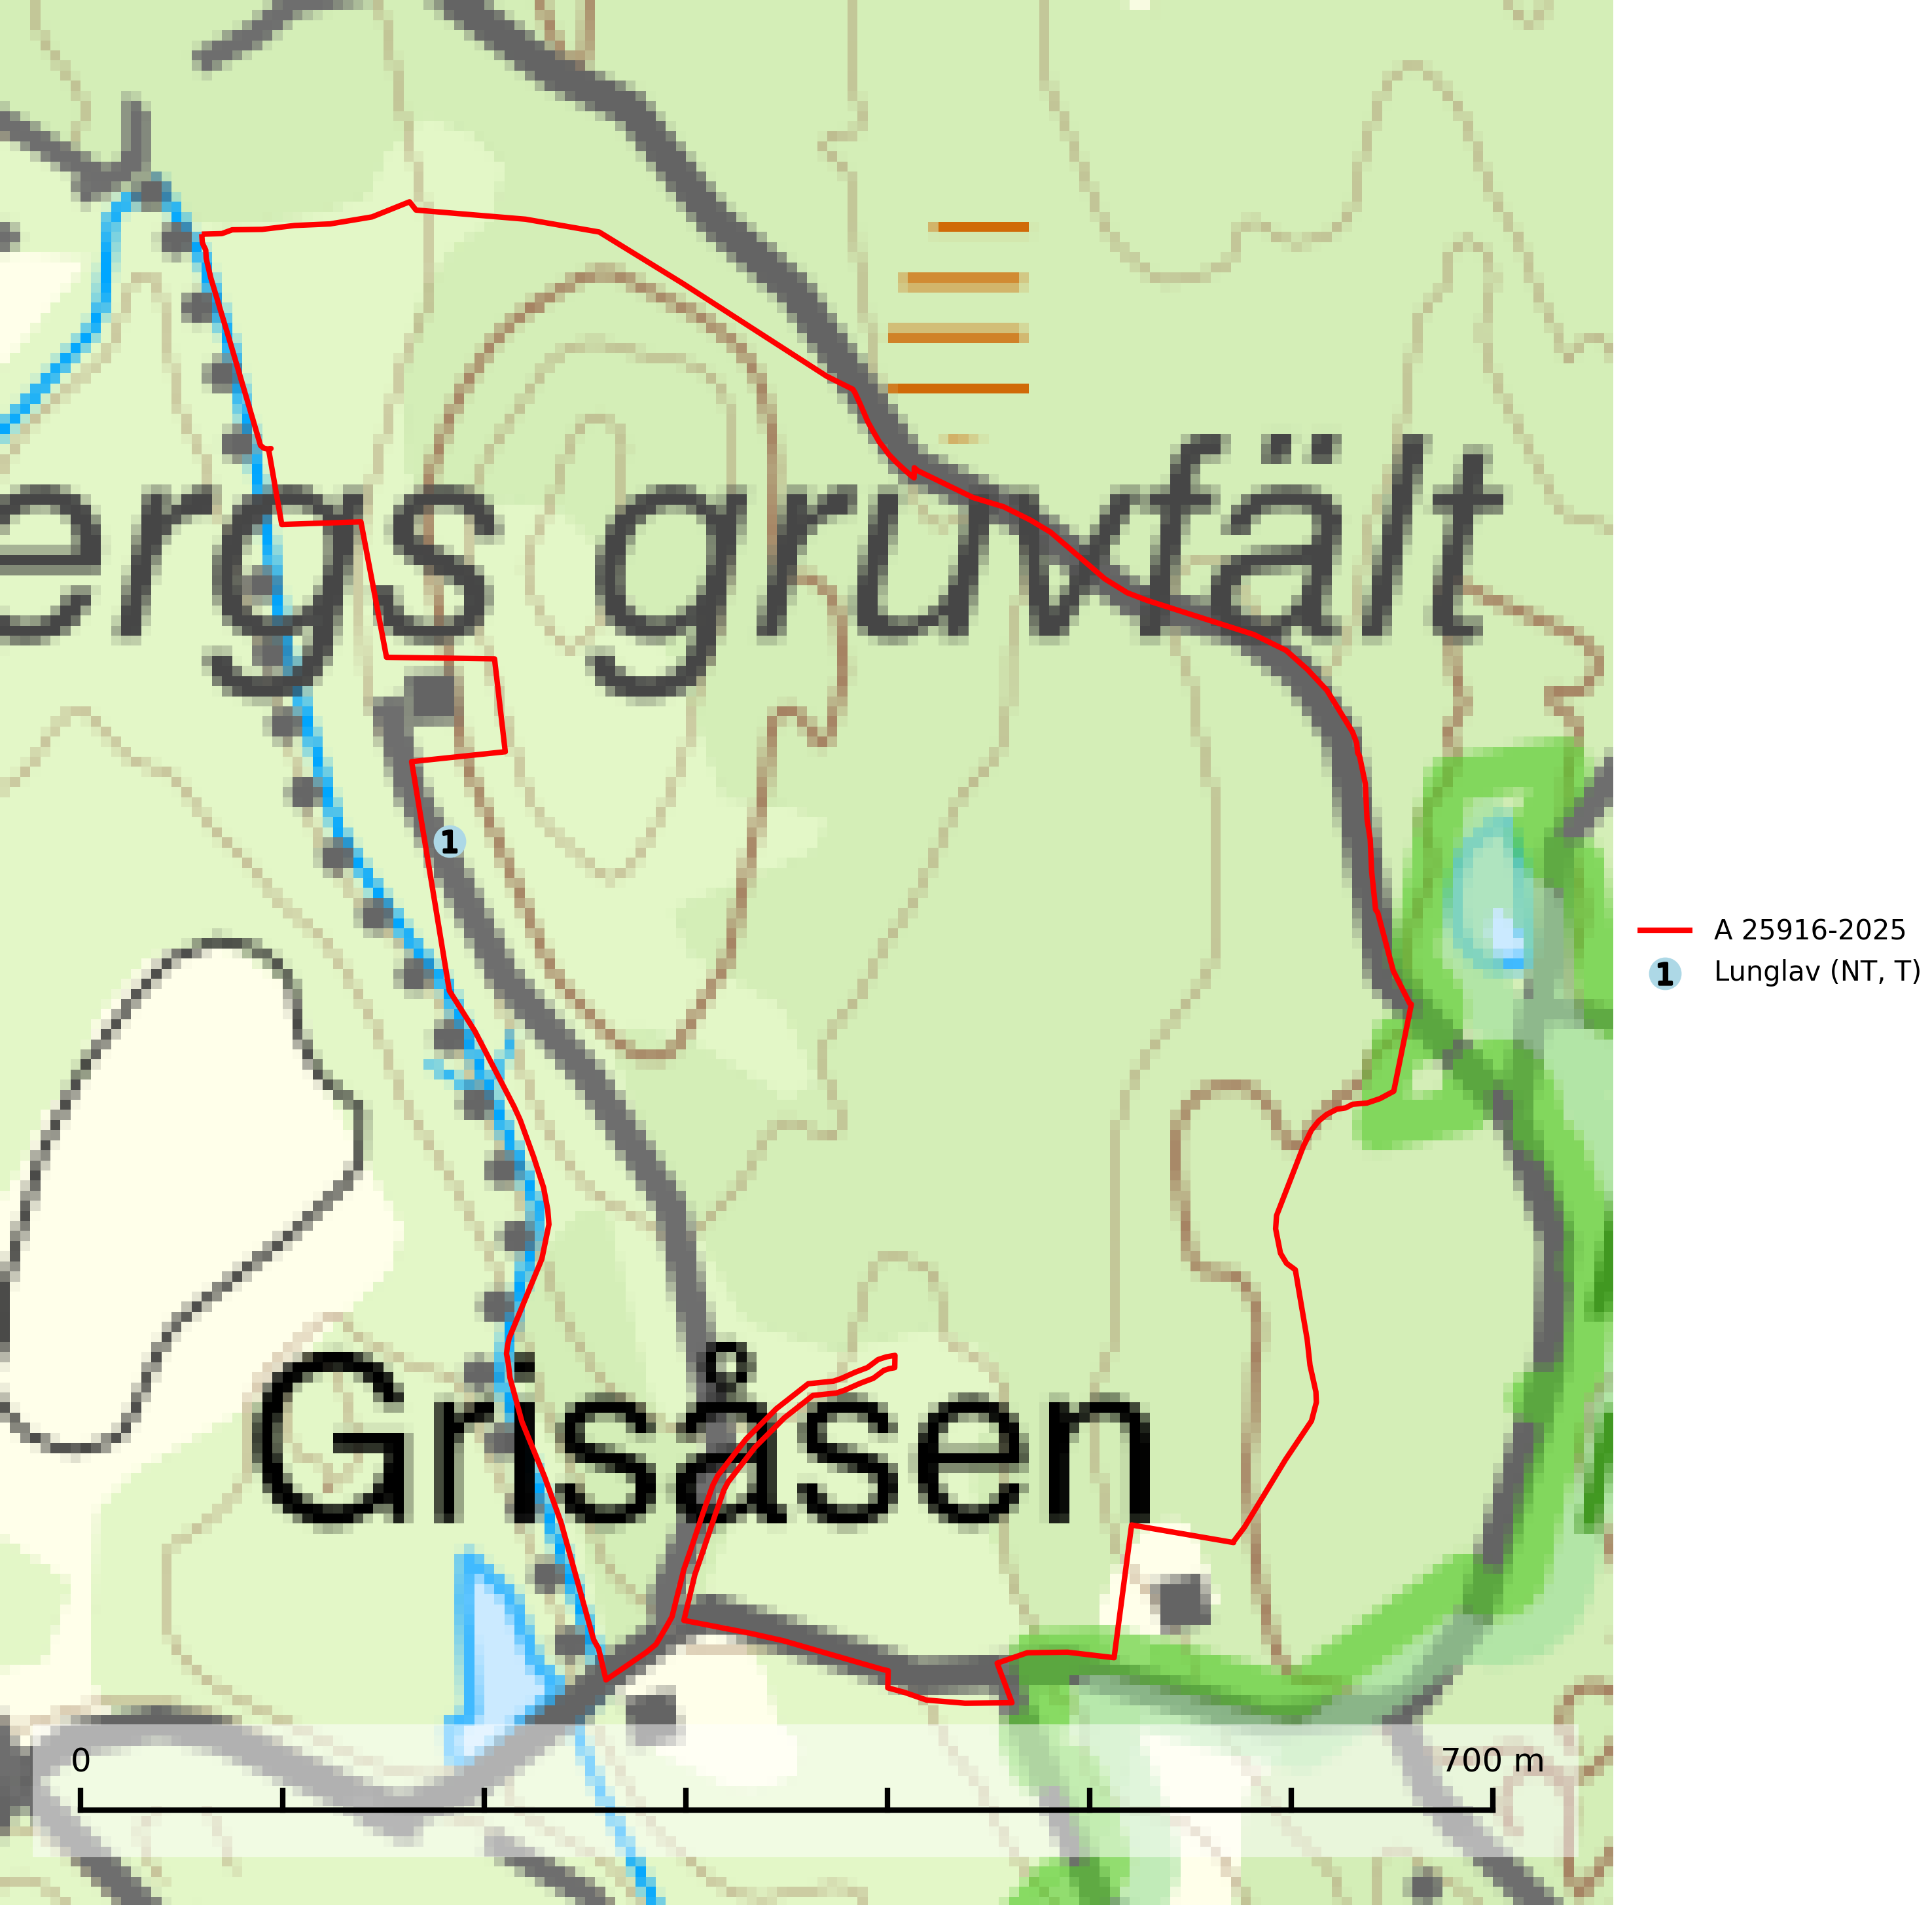 ergs gruvfält
1
A 25916-2025
1 Lunglav (NT, T)
Grisåsen
0 700 m